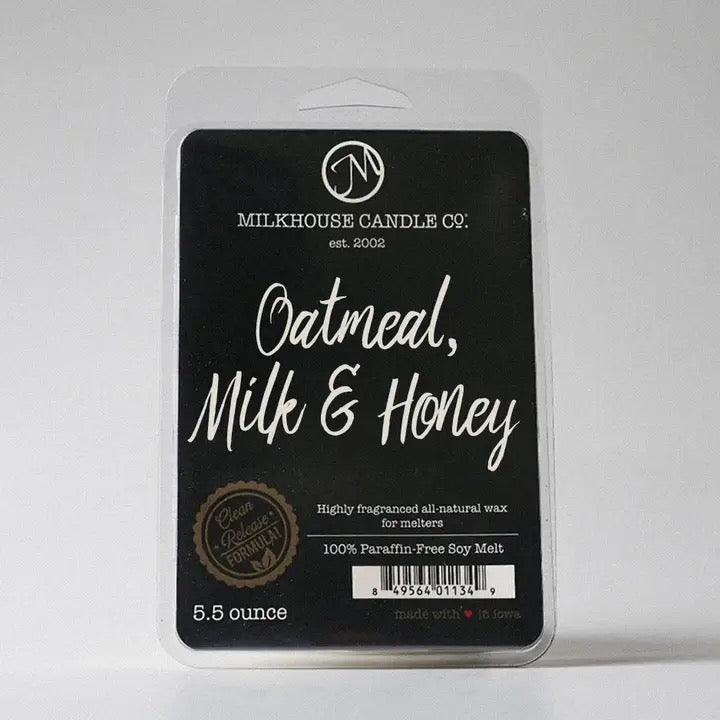 JM
MILKHOUSE CANDLE CO.
est. 2002
Oatmeal,
Milk & Honey
Clean
Release
FORMULA!
Highly fragranced all-natural wax
for melters
100% Paraffin-Free Soy Melt
8 49564 01134 9
5.5 ounce
made with ♥ in iowa